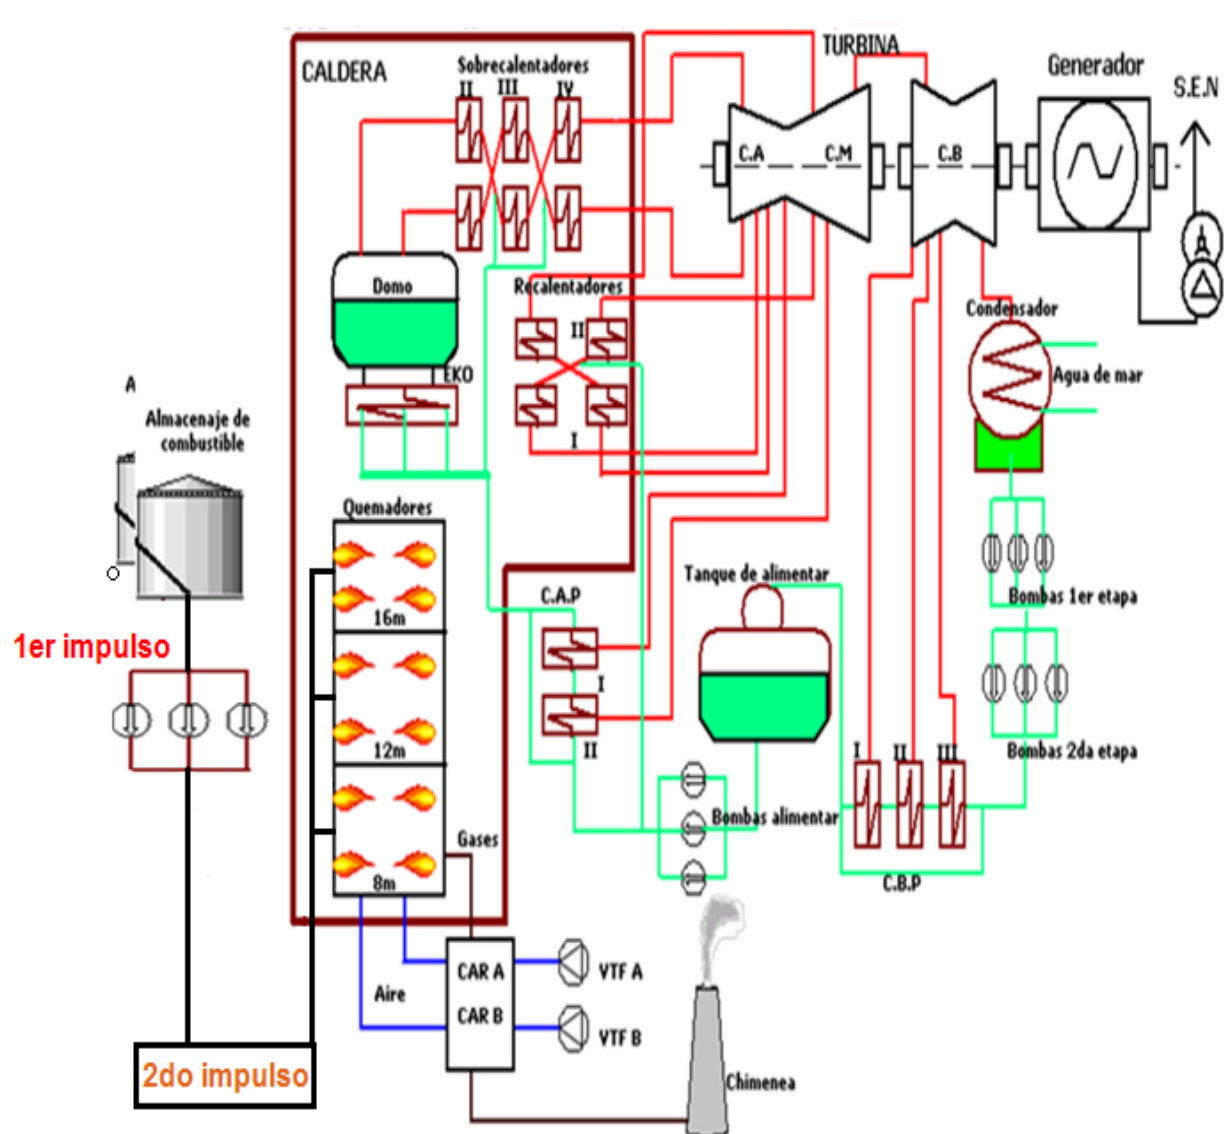 CALDERA
Sobrecalentadores
II
III
IV
TURBINA
Generador
S.E.N
C.A
C.M
C.B
Domo
Recalentadores
II
I
EKO
Condensador
Agua de mar
A
Almacenaje de
combustible
Quemadores
16m
12m
8m
1er impulso
C.A.P
I
II
Tanque de alimentar
Bombas 1er etapa
Bombas 2da etapa
I
II
III
Bombas alimentar
C.B.P
Gases
Aire
CAR A
CAR B
VTF A
VTF B
2do impulso
Chimenea